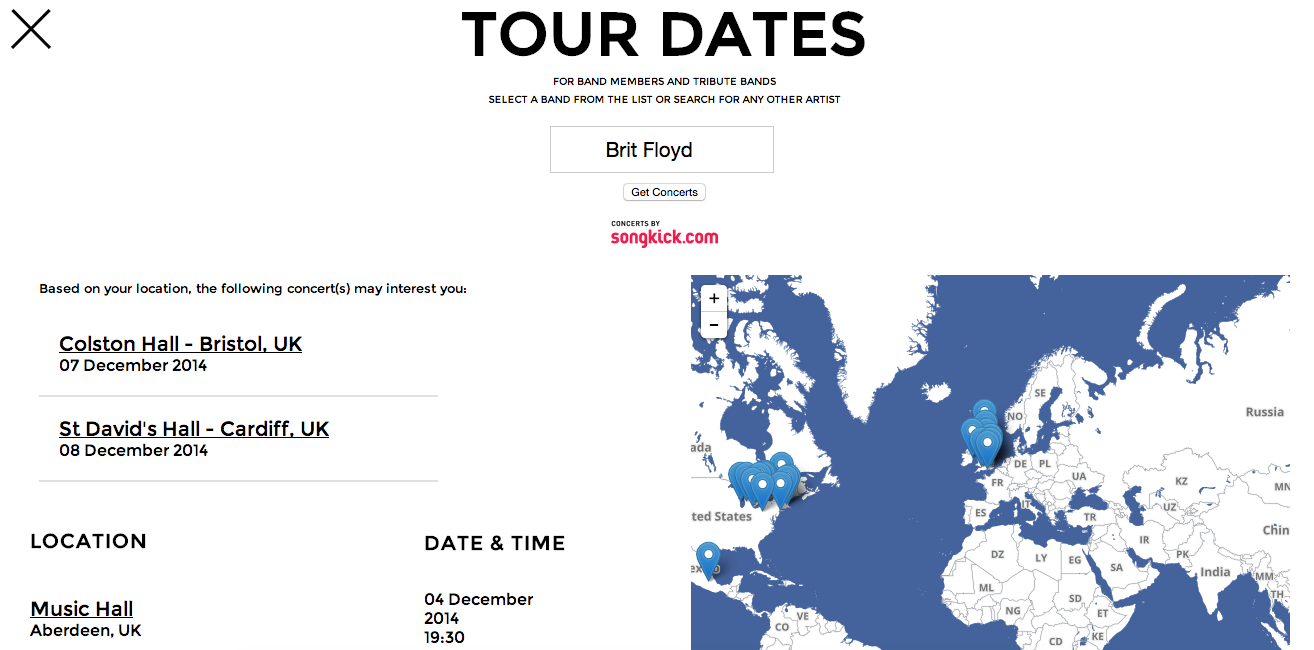 TOUR DATES
FOR BAND MEMBERS AND TRIBUTE BANDS
SELECT A BAND FROM THE LIST OR SEARCH FOR ANY OTHER ARTIST
Brit Floyd
Get Concerts
CONCERTS BY
songkick.com
Based on your location, the following concert(s) may interest you:
Colston Hall - Bristol, UK
07 December 2014
St David's Hall - Cardiff, UK
08 December 2014
LOCATION
DATE & TIME
Music Hall
Aberdeen, UK
04 December
2014
19:30
+
-
SE
NO
Russia
ada
DE
PL
UA
KZ
MN
FR
IT
ES
TR
UZ
ted States
Chin
IR
PK
DZ
LY
EG
SA
India
MM
TH
ML
NG
SD
ET
VE
CO
CD
KE